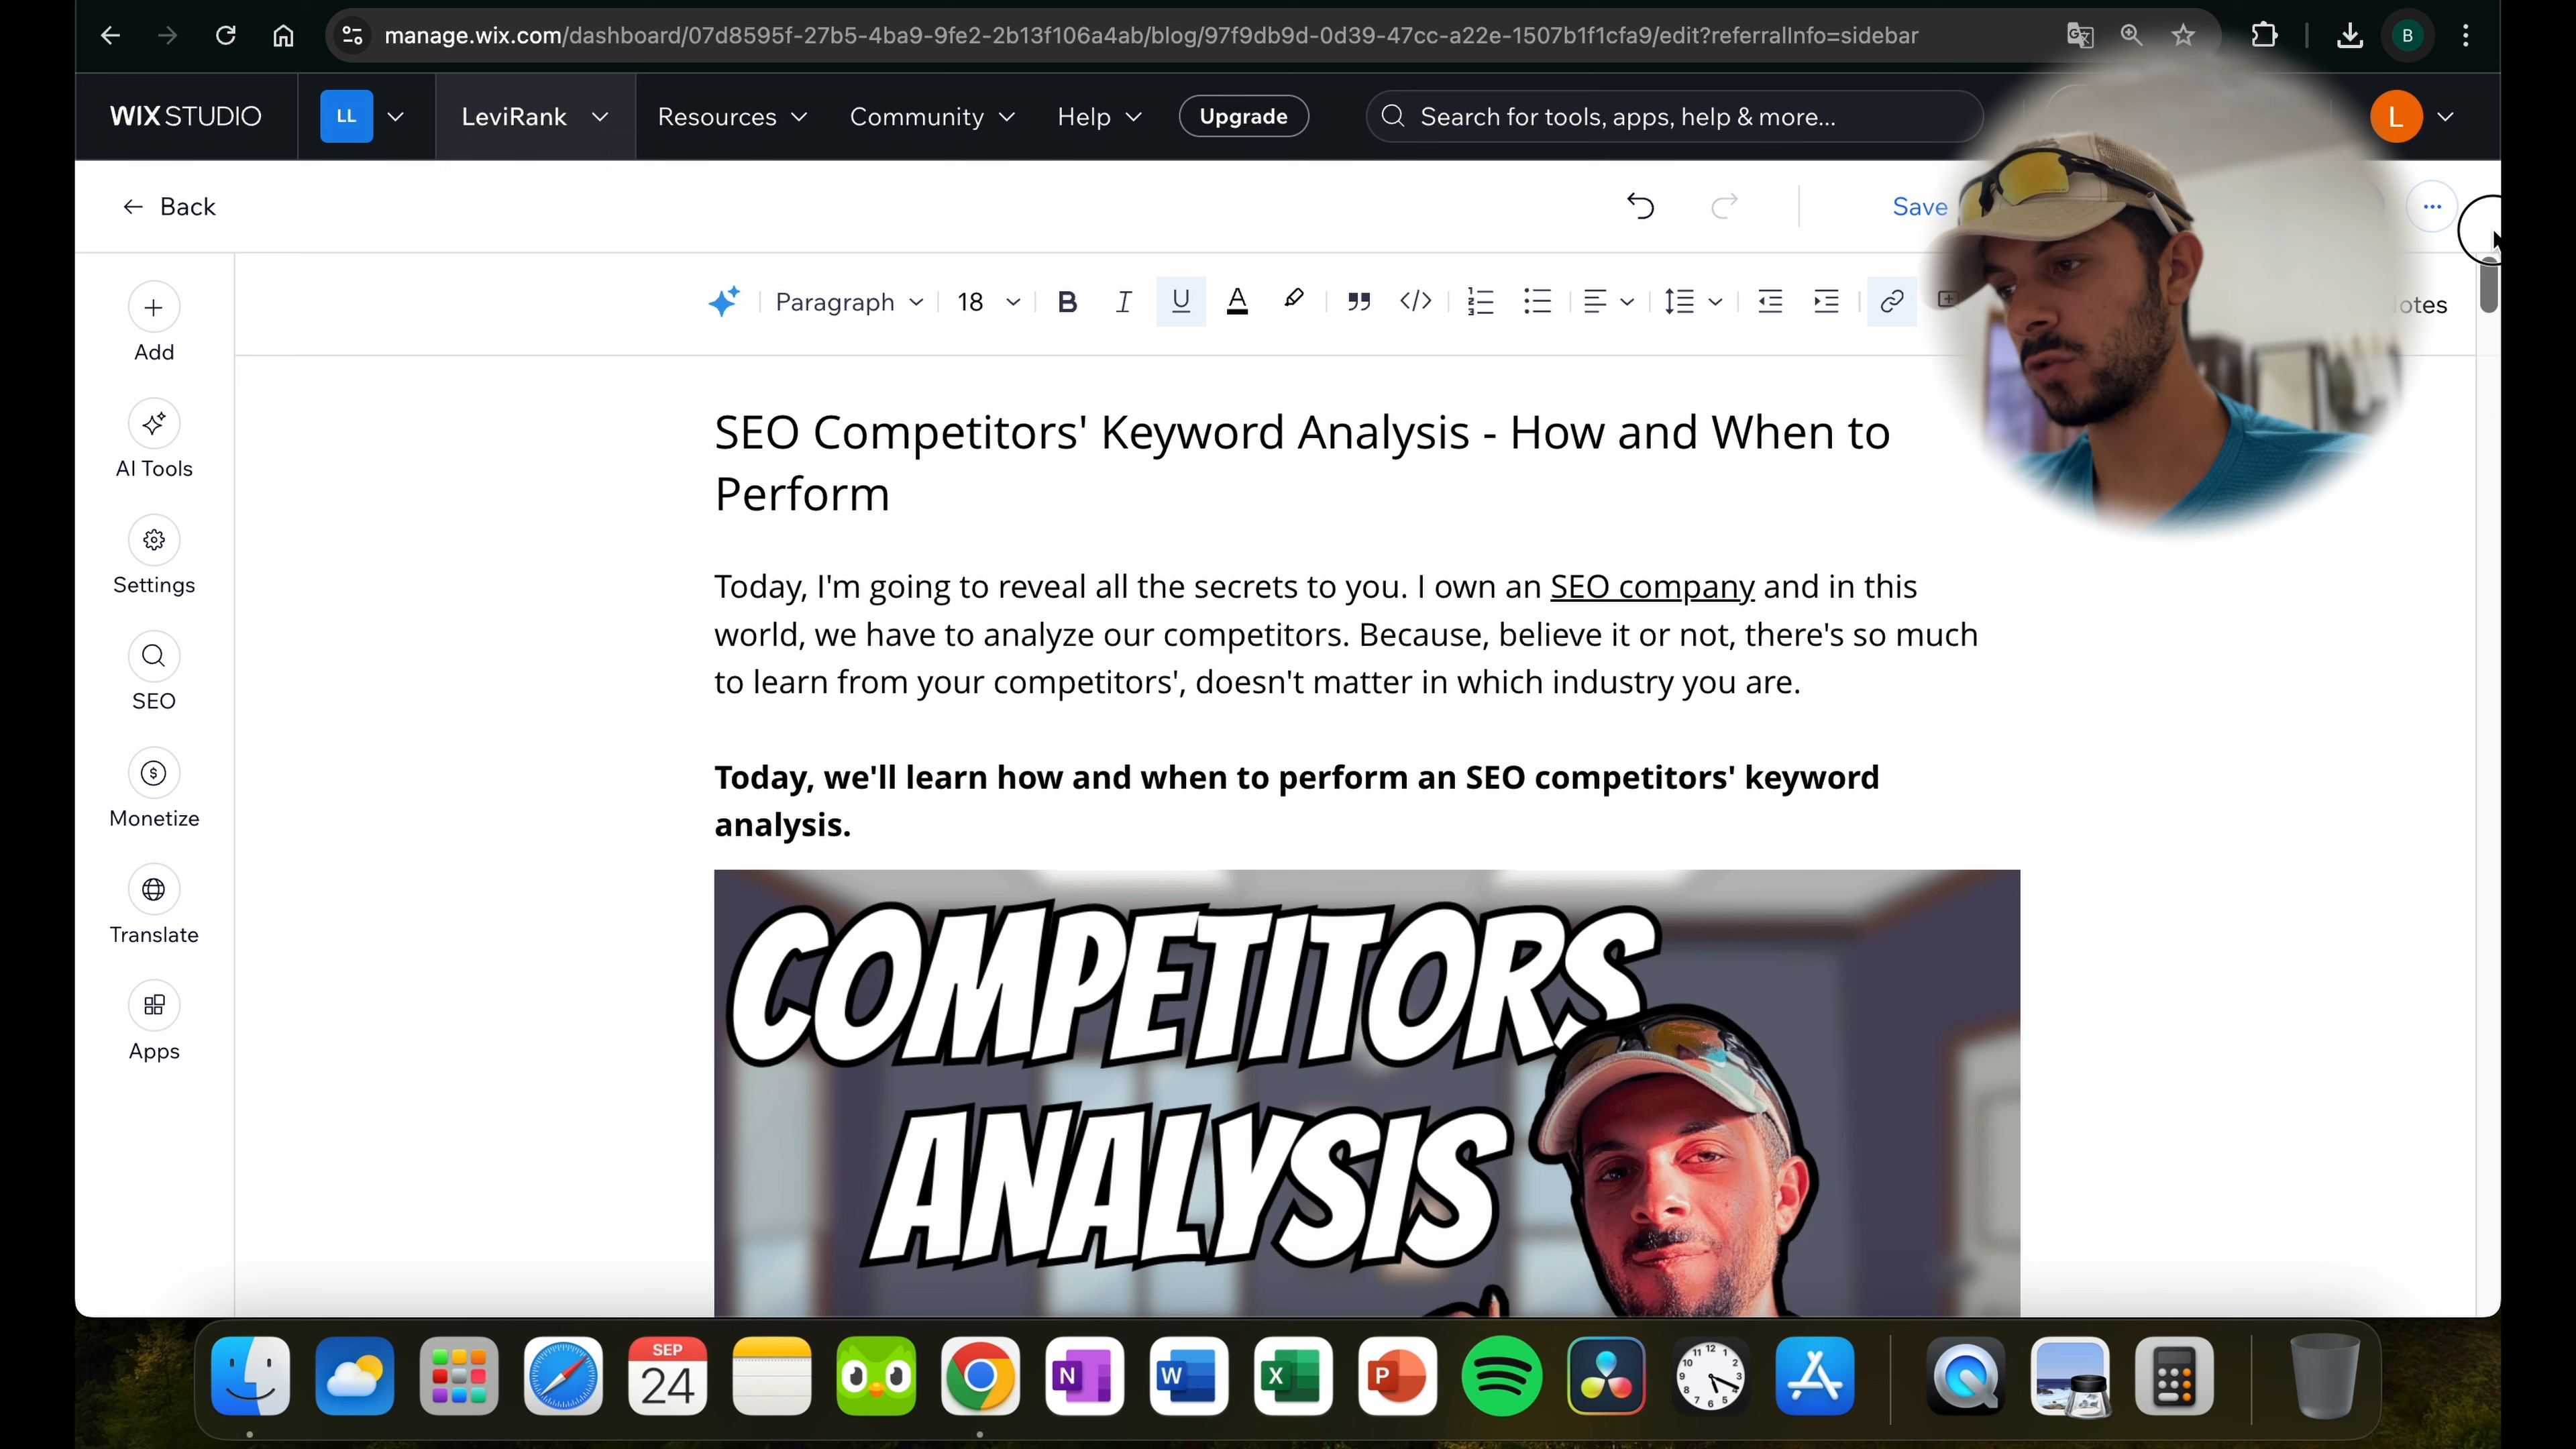 manage.wix.com/dashboard/07d8595f-27b5-4ba9-9fe2-2b13f106a4ab/blog/97f9db9d-0d39-47cc-a22e-1507b1f1cfa9/edit?referralInfo=sidebar
B
WIX STUDIO
LL
LeviRank
Resources
Community
Help
Upgrade
Search for tools, apps, help & more...
L
Back
Save
Paragraph
18
B
I
U
A
Add
AI Tools
Settings
SEO
Monetize
Translate
Apps
SEO Competitors' Keyword Analysis - How and When to
Perform
Today, I'm going to reveal all the secrets to you. I own an SEO company and in this
world, we have to analyze our competitors. Because, believe it or not, there's so much
to learn from your competitors', doesn't matter in which industry you are.
Today, we'll learn how and when to perform an SEO competitors' keyword
analysis.
COMPETITORS
ANALYSIS
SEP
24
N
W
X
P